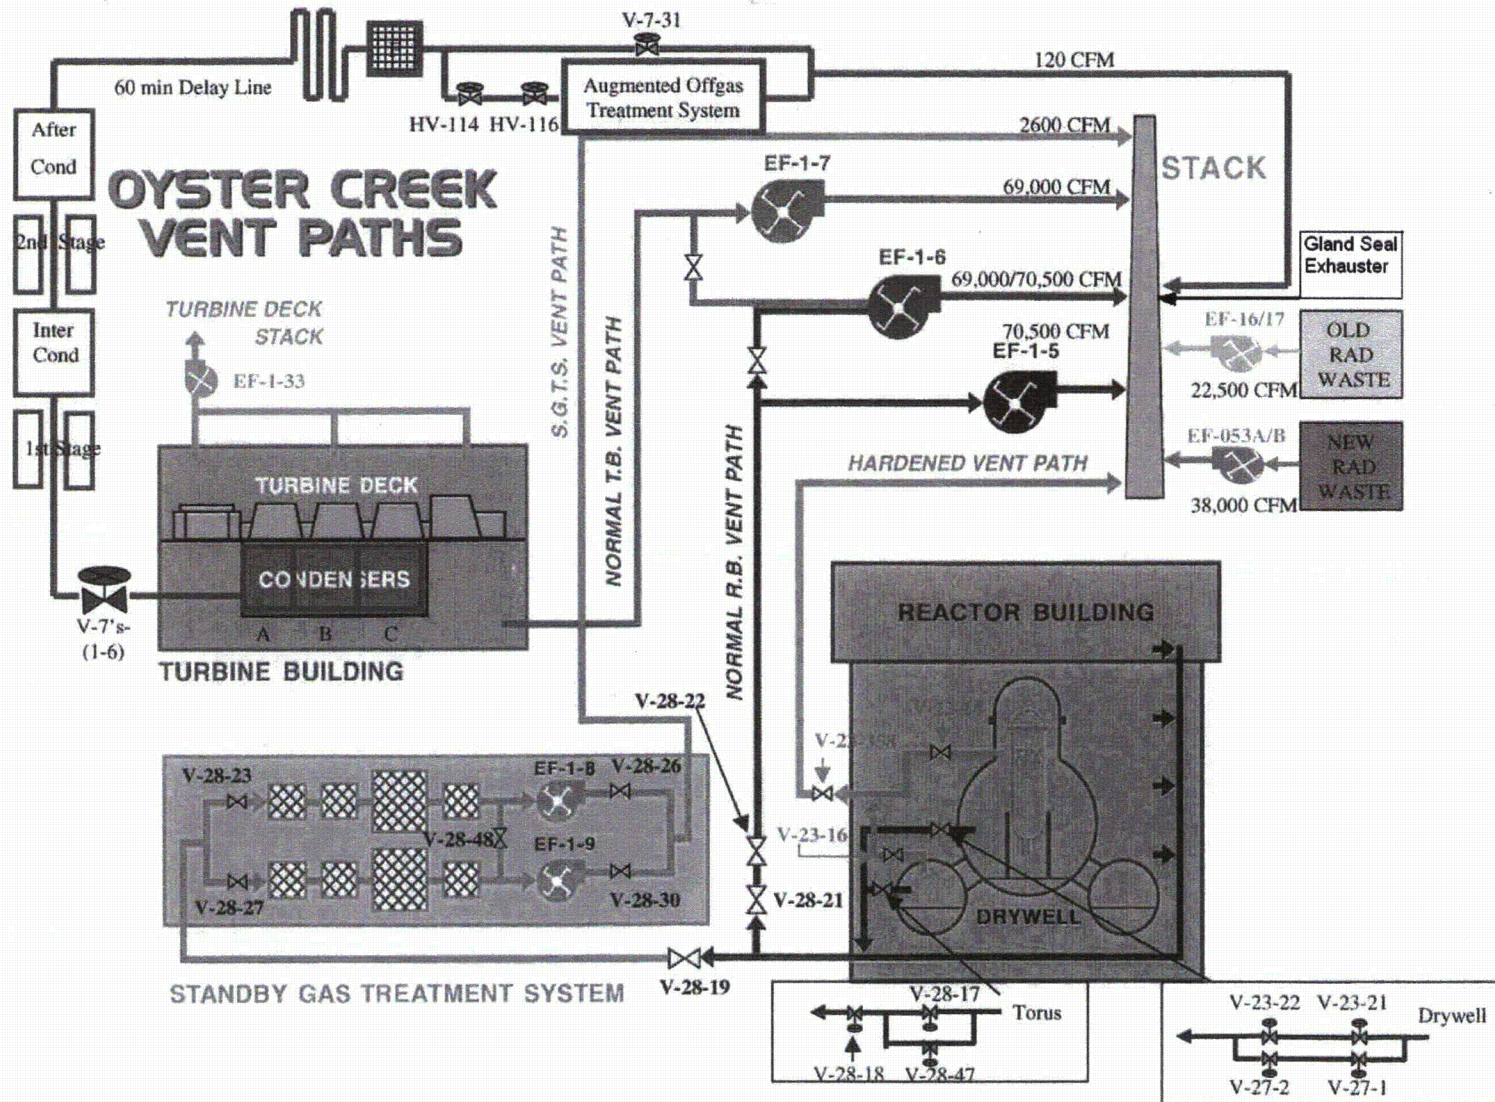 V-7-31
120 CFM
60 min Delay Line
Augmented Offgas
Treatment System
HV-114 HV-116
2600 CFM
After
Cond
OYSTER CREEK
VENT PATHS
EF-1-7
69,000 CFM
STACK
2nd Stage
Gland Seal
Exhauster
EF-1-6
69,000/70,500 CFM
TURBINE DECK
STACK
S.G.T.S. VENT PATH
NORMAL T.B. VENT PATH
NORMAL R.B. VENT PATH
Inter
Cond
EF-1-33
70,500 CFM
EF-1-5
EF-16/17
22,500 CFM
OLD
RAD
WASTE
1st Stage
EF-053A/B
38,000 CFM
NEW
RAD
WASTE
HARDENED VENT PATH
TURBINE DECK
CONDENSERS
A B C
V-7's-
(1-6)
TURBINE BUILDING
REACTOR BUILDING
V-28-22
V-28-23
EF-1-8
V-28-26
V-28-48
EF-1-9
V-23-16
V-28-27
V-28-30
V-28-21
DRYWELL
STANDBY GAS TREATMENT SYSTEM
V-28-19
V-28-17
Torus
V-28-18
V-28-47
V-23-22 V-23-21
Drywell
V-27-2 V-27-1